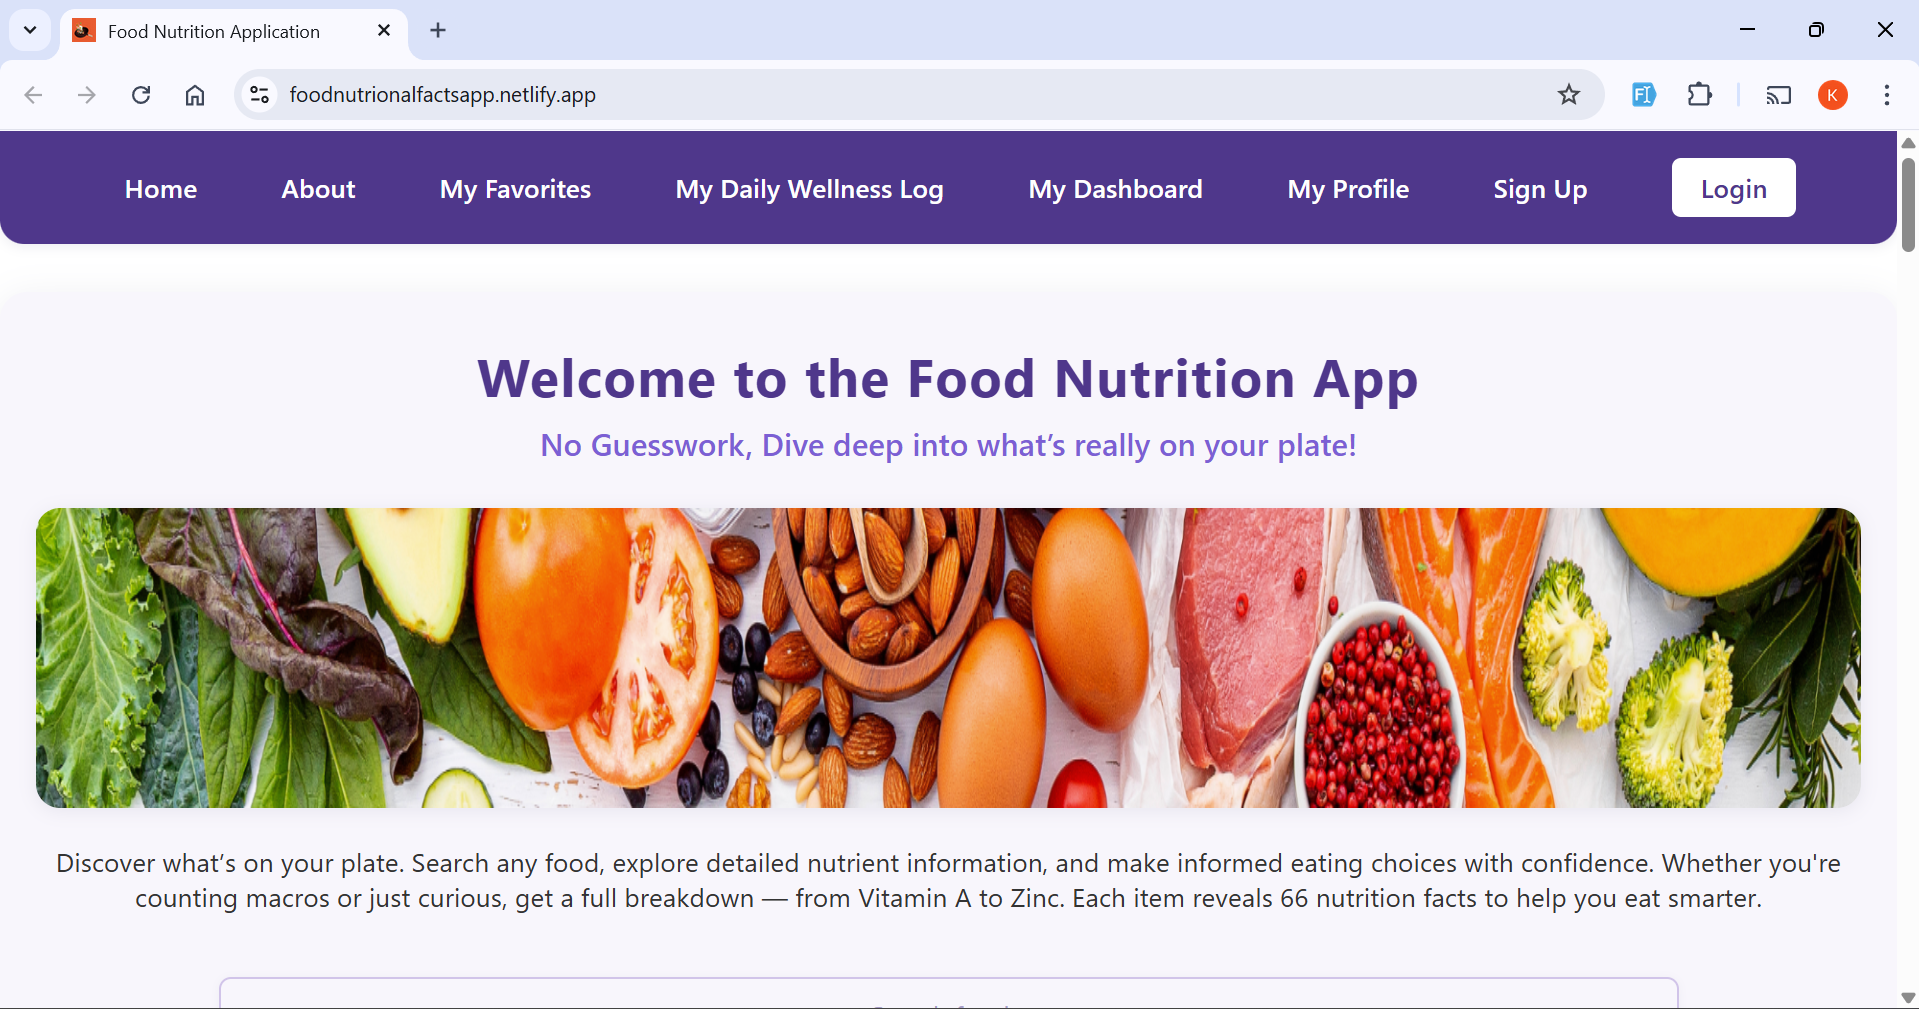 Food Nutrition Application
foodnutrionalfactsapp.netlify.app
K
Home About My Favorites My Daily Wellness Log My Dashboard My Profile Sign Up Login
Welcome to the Food Nutrition App
No Guesswork, Dive deep into what’s really on your plate!
Discover what’s on your plate. Search any food, explore detailed nutrient information, and make informed eating choices with confidence. Whether you're
counting macros or just curious, get a full breakdown — from Vitamin A to Zinc. Each item reveals 66 nutrition facts to help you eat smarter.